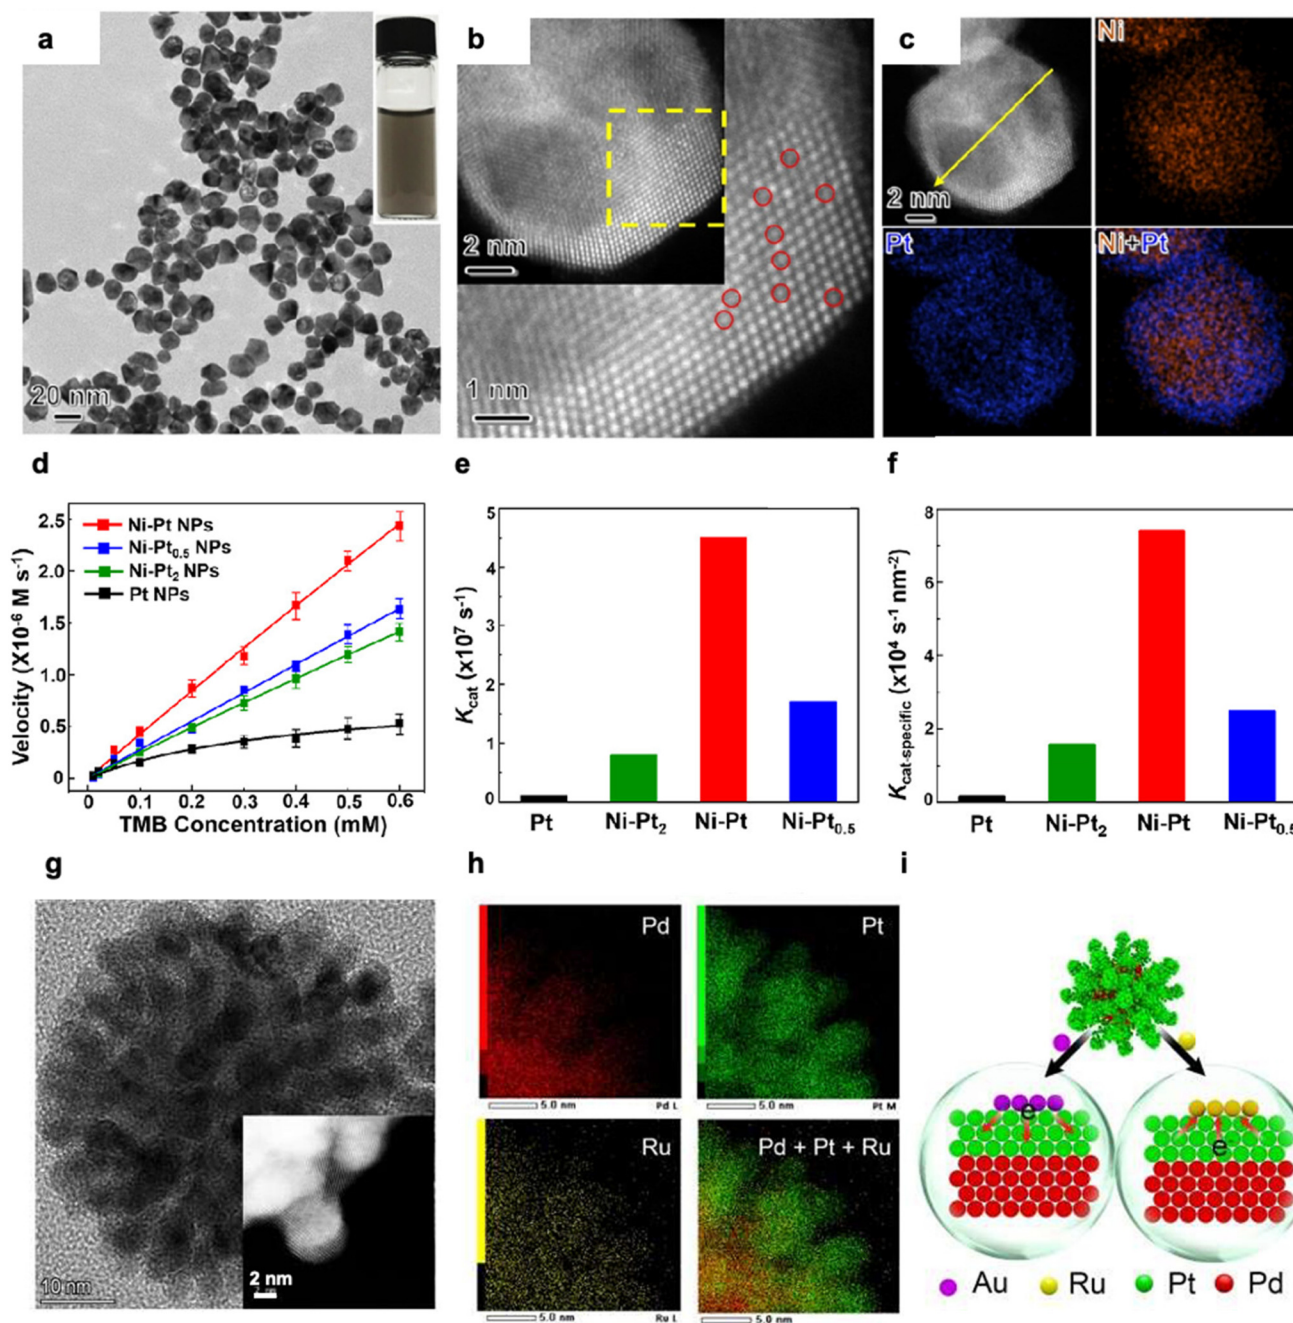 a
20 nm
b
2 nm
1 nm
c
Ni
2 nm
Pt
Ni+Pt
d
Velocity (X10⁻⁶ M s⁻¹)
2.5
2.0
1.5
1.0
0.5
0
Ni-Pt NPs
Ni-Pt₀.₅ NPs
Ni-Pt₂ NPs
Pt NPs
0 0.1 0.2 0.3 0.4 0.5 0.6
TMB Concentration (mM)
e
Kcat (x10⁷ s⁻¹)
5
4
2
1
0
Pt Ni-Pt₂ Ni-Pt Ni-Pt₀.₅
f
Kcat-specific (x10⁴ s⁻¹ nm⁻²)
8
6
4
2
0
Pt Ni-Pt₂ Ni-Pt Ni-Pt₀.₅
g
10 nm
2 nm
h
Pd
5.0 nm
Pd L
Pt
5.0 nm
Pt M
Ru
5.0 nm
Ru L
Pd + Pt + Ru
5.0 nm
i
e
e
Au Ru Pt Pd